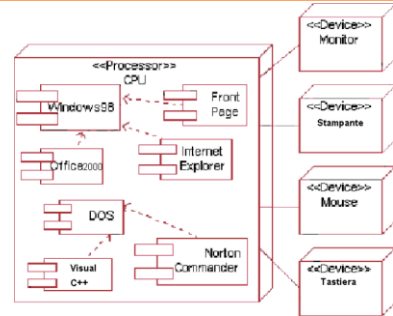 <<Processor>>
CPU
Windows98
Front
Page
Internet
Explorer
Office2000
DOS
Visual
C++
Norton
Commander
<<Device>>
Monitor
<<Device>>
Stampante
<<Device>>
Mouse
<<Device>>
Tastiera